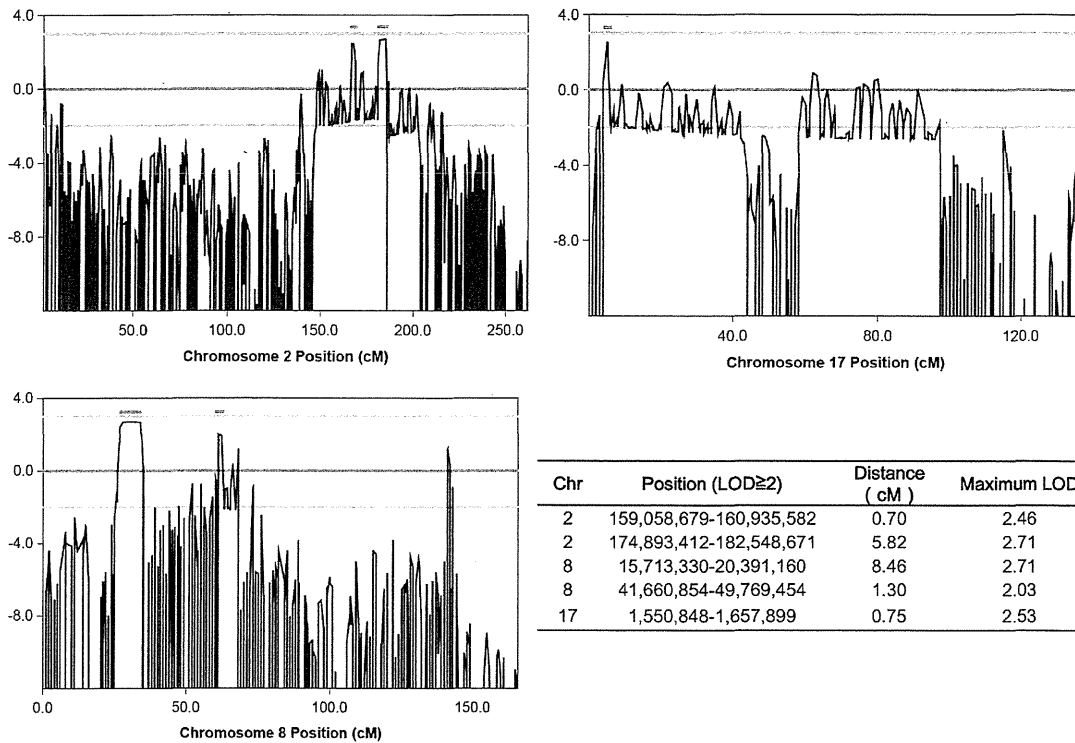 4.0
0.0
-4.0
-8.0
50.0 100.0 150.0 200.0 250.0
Chromosome 2 Position (cM)
4.0
0.0
-4.0
-8.0
40.0 80.0 120.0
Chromosome 17 Position (cM)
4.0
0.0
-4.0
-8.0
0.0 50.0 100.0 150.0
Chromosome 8 Position (cM)
Chr Position (LOD≧2) Distance ( cM ) Maximum LOD
2 159,058,679-160,935,582 0.70 2.46
2 174,893,412-182,548,671 5.82 2.71
8 15,713,330-20,391,160 8.46 2.71
8 41,660,854-49,769,454 1.30 2.03
17 1,550,848-1,657,899 0.75 2.53